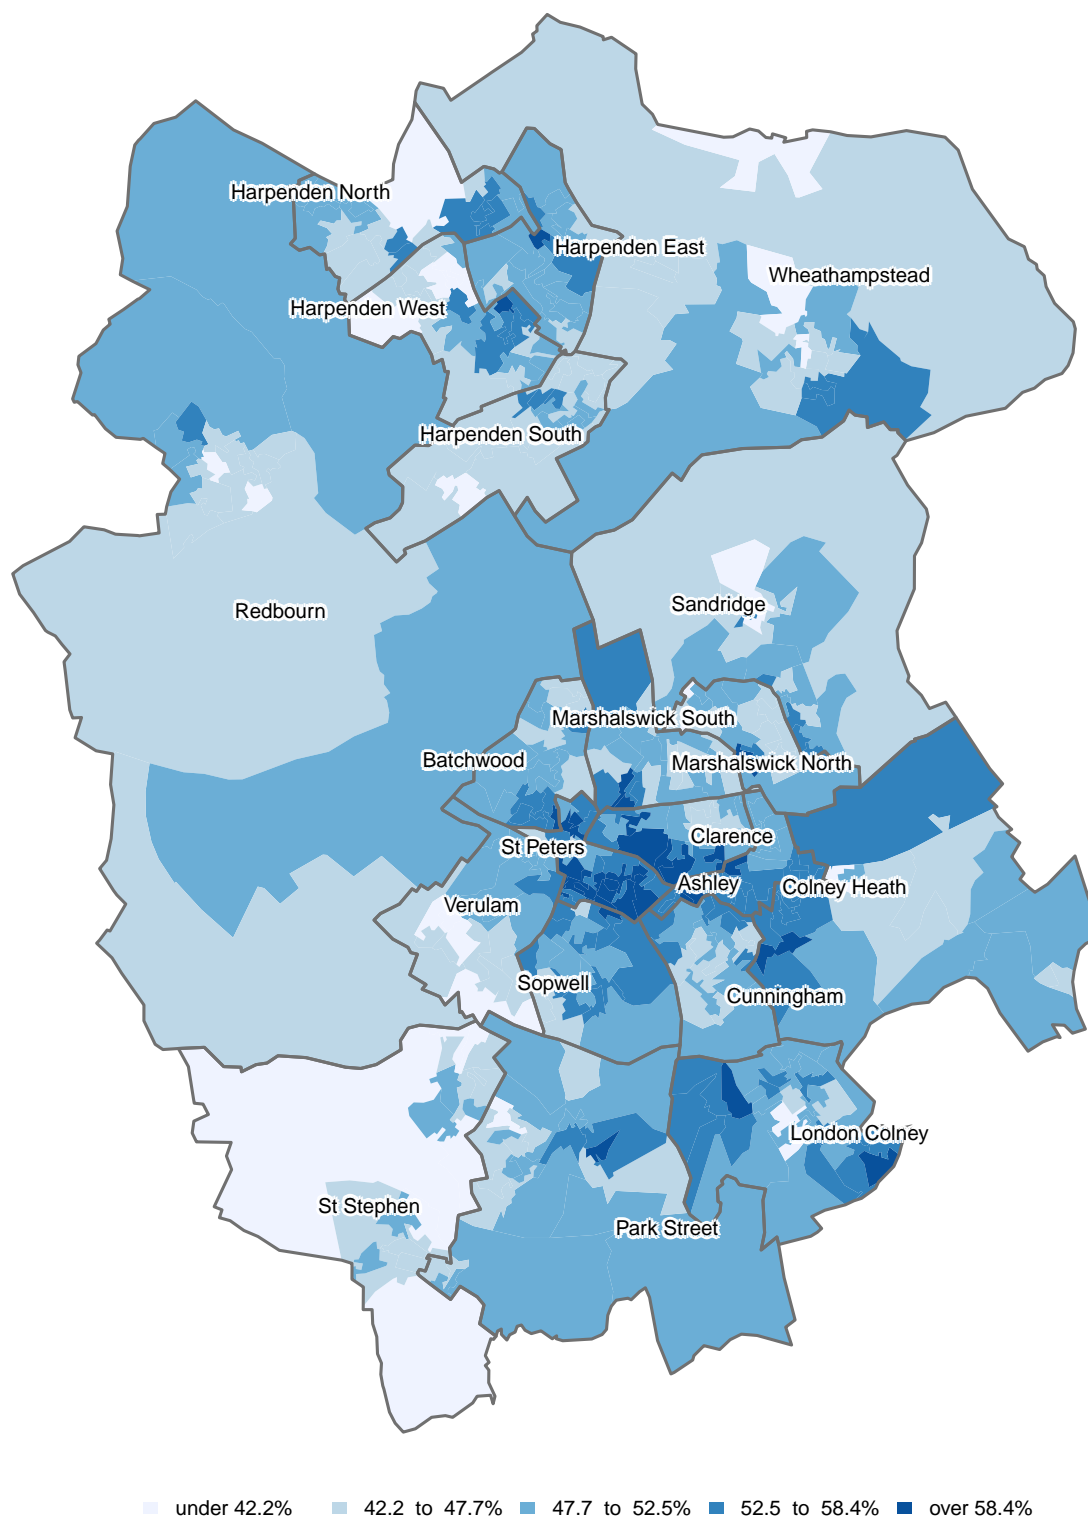 Harpenden North
Harpenden East
Wheathampstead
Harpenden West
Harpenden South
Sandridge
Redbourn
Marshalswick South
Batchwood
Marshalswick North
Clarence
St Peters
Ashley
Colney Heath
Verulam
Sopwell
Cunningham
London Colney
St Stephen
Park Street
under 42.2% 42.2 to 47.7% 47.7 to 52.5% 52.5 to 58.4% over 58.4%